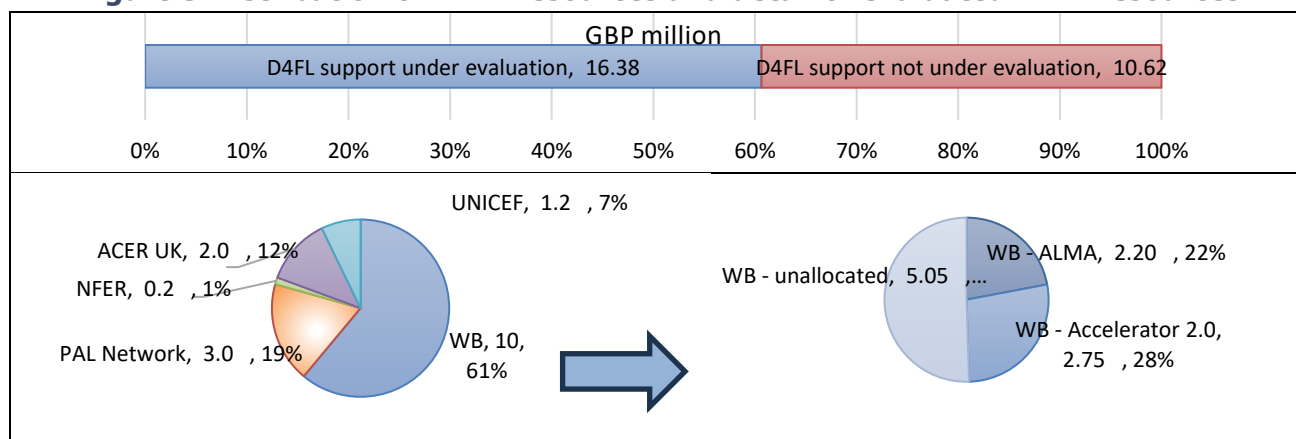 GBP million
D4FL support under evaluation, 16.38
D4FL support not under evaluation, 10.62
0% 10% 20% 30% 40% 50% 60% 70% 80% 90% 100%
UNICEF, 1.2 , 7%
ACER UK, 2.0 , 12%
NFER, 0.2 , 1%
PAL Network, 3.0 , 19%
WB, 10,
61%
WB - unallocated, 5.05 ,...
WB - ALMA, 2.20 , 22%
WB - Accelerator 2.0,
2.75 , 28%